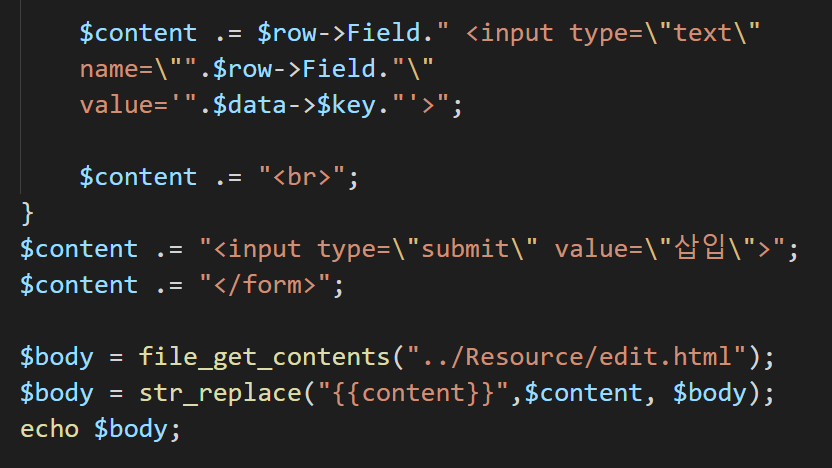 $content .= $row->Field." <input type=\"text\"
name=\"".$row->Field."\"
value='".$data->$key."'>";
$content .= "<br>";
}
$content .= "<input type=\"submit\" value=\"삽입\">";
$content .= "</form>";
$body = file_get_contents("../Resource/edit.html");
$body = str_replace("{{content}}",$content, $body);
echo $body;